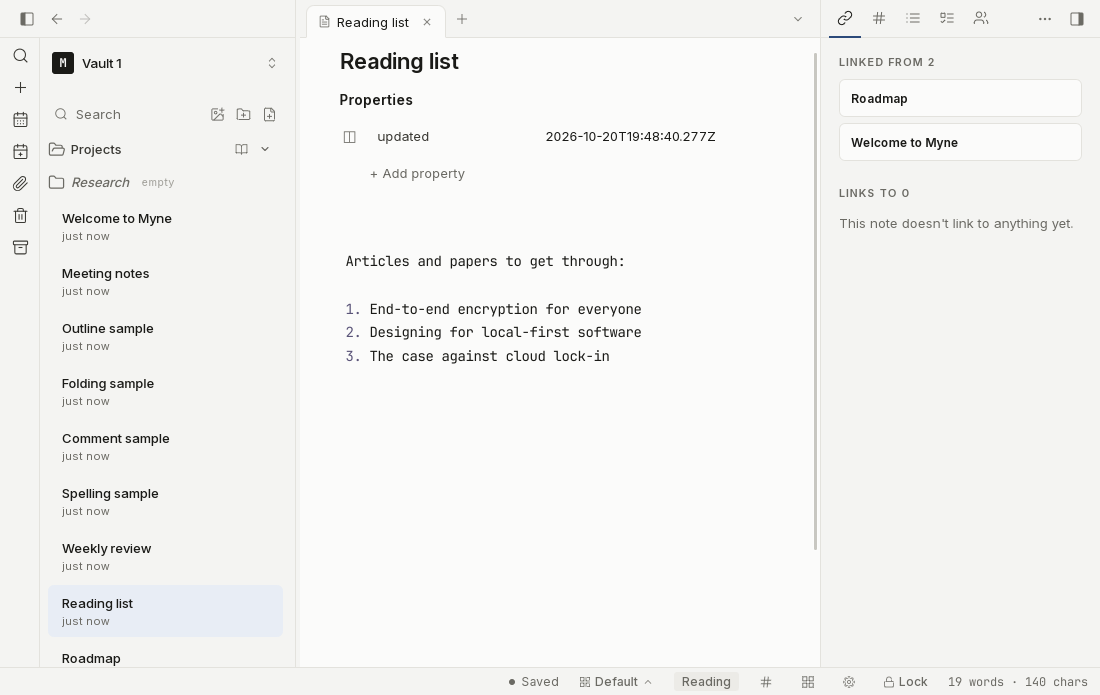 Reading list
M Vault 1
Search
Projects
Research empty
Welcome to Myne
just now
Meeting notes
just now
Outline sample
just now
Folding sample
just now
Comment sample
just now
Spelling sample
just now
Weekly review
just now
Reading list
just now
Roadmap
Reading list
Properties
updated 2026-10-20T19:48:40.277Z
+ Add property
Articles and papers to get through:
1. End-to-end encryption for everyone
2. Designing for local-first software
3. The case against cloud lock-in
LINKED FROM 2
Roadmap
Welcome to Myne
LINKS TO 0
This note doesn't link to anything yet.
Saved Default Reading Lock 19 words · 140 chars